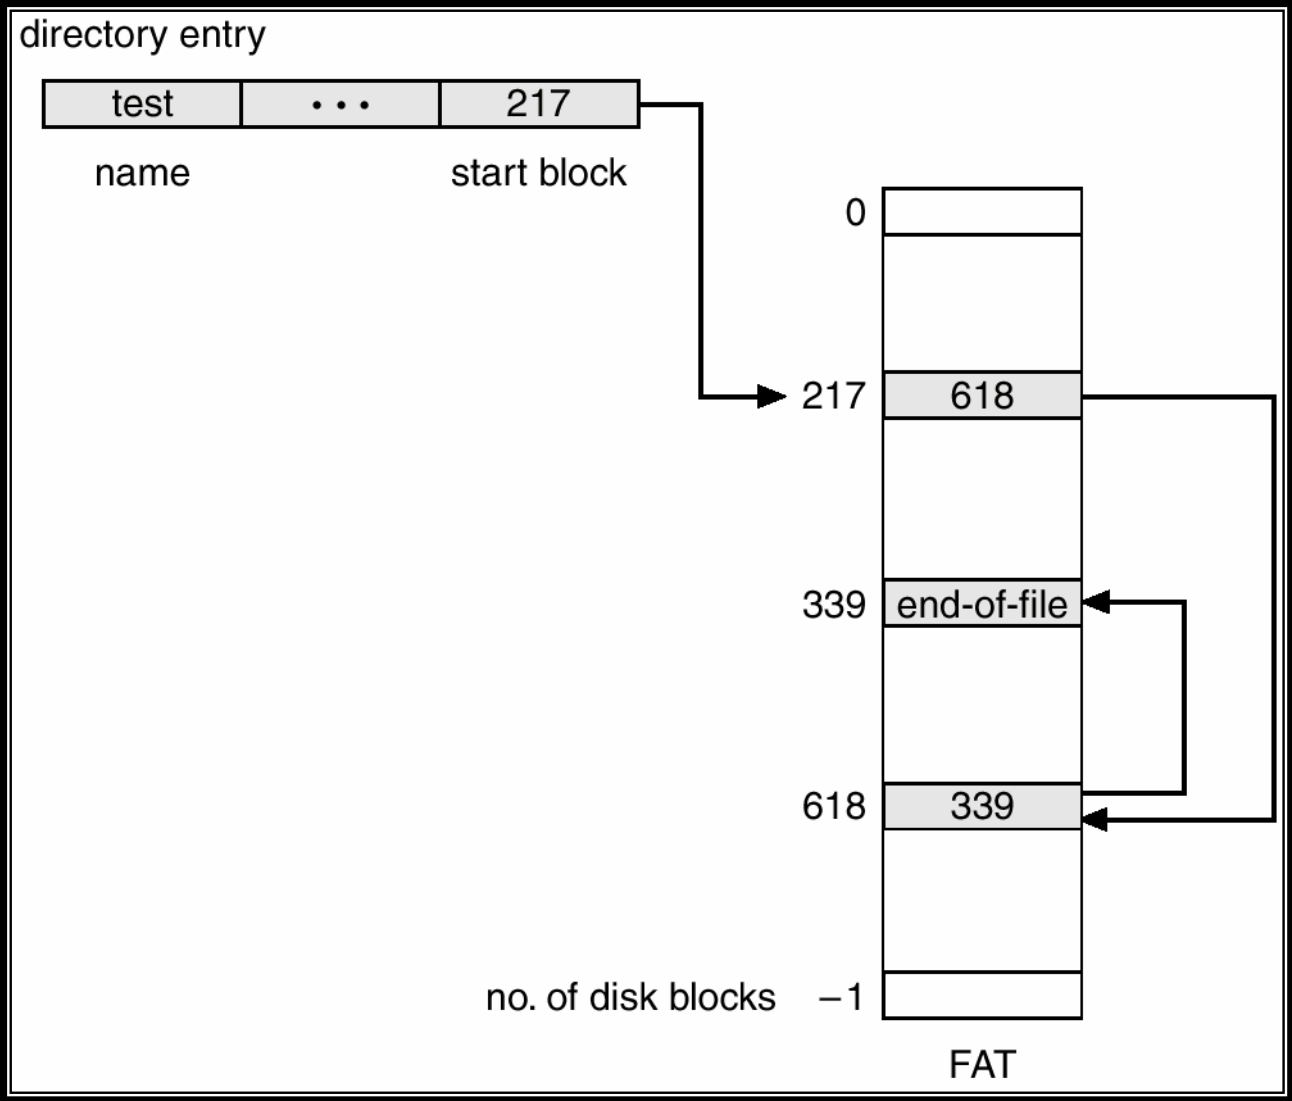 directory entry
test • • • 217
name start block
0
217 618
339 end-of-file
618 339
no. of disk blocks −1
FAT